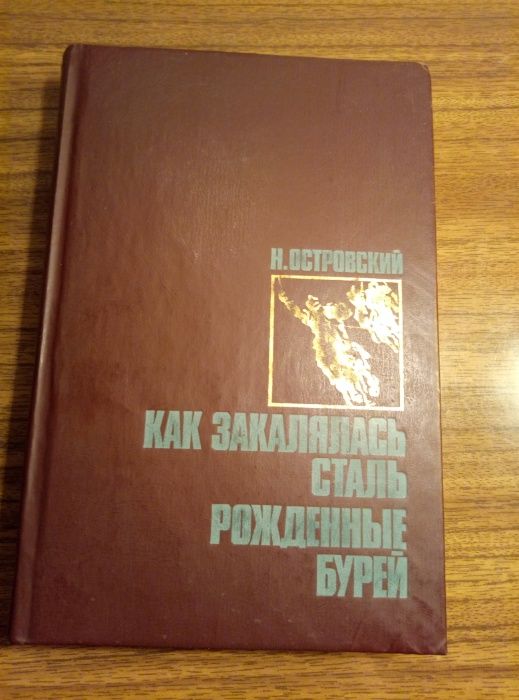 Н. ОСТРОВСКИЙ
КАК ЗАКАЛЯЛАСЬ
СТАЛЬ
РОЖДЕННЫЕ
БУРЕЙ